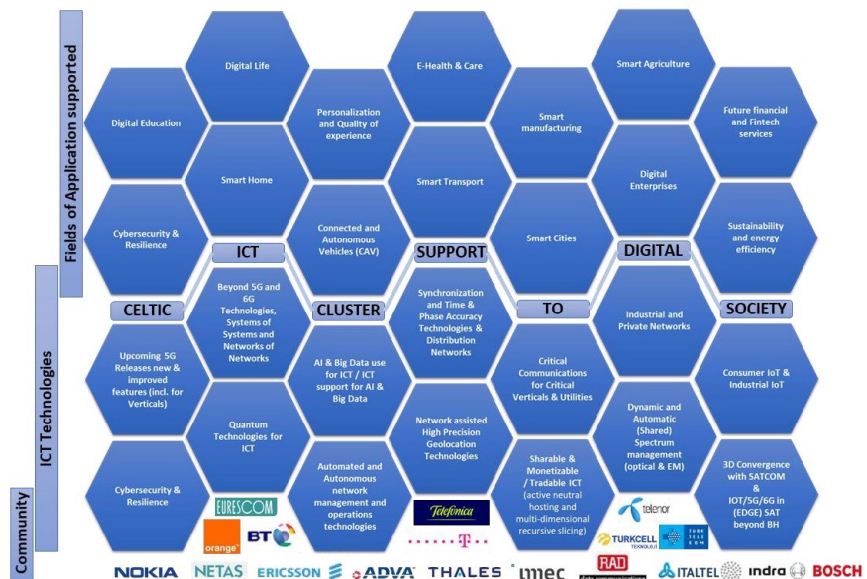 Fields of Application supported
ICT Technologies
Community
Digital Life
E-Health & Care
Smart Agriculture
Digital Education
Personalization
and Quality of
experience
Smart
manufacturing
Future financial
and Fintech
services
Smart Home
Smart Transport
Digital
Enterprises
Cybersecurity &
Resilience
Connected and
Autonomous
Vehicles (CAV)
Smart Cities
Sustainability
and energy
efficiency
ICT
SUPPORT
DIGITAL
CELTIC
CLUSTER
TO
SOCIETY
Beyond 5G and
6G
Technologies,
Systems of
Systems and
Networks of
Networks
Synchronization
and Time &
Phase Accuracy
Technologies &
Distribution
Networks
Industrial and
Private Networks
Upcoming 5G
Releases new &
improved
features (incl. for
Verticals)
AI & Big Data use
for ICT / ICT
support for AI &
Big Data
Critical
Communications
for Critical
Verticals & Utilities
Consumer IoT &
Industrial IoT
Quantum
Technologies for
ICT
Network assisted
High Precision
Geolocation
Technologies
Dynamic and
Automatic
(Shared)
Spectrum
management
(optical & EM)
Cybersecurity &
Resilience
Automated and
Autonomous
network
management and
operations
technologies
Sharable &
Monetizable
/ Tradable ICT
(active neutral
hosting and
multi-dimensional
recursive slicing)
3D Convergence
with SATCOM
&
IOT/5G/6G in
(EDGE) SAT
beyond BH
EURESCOM
orange
BT
Telefónica
T
telenor
TURKCELL
TEKNOLOJİ
TÜRK
TELEKOM
NOKIA
NETAS
ERICSSON
ADVA
THALES
imec
RAD
ITALTEL
indra
BOSCH